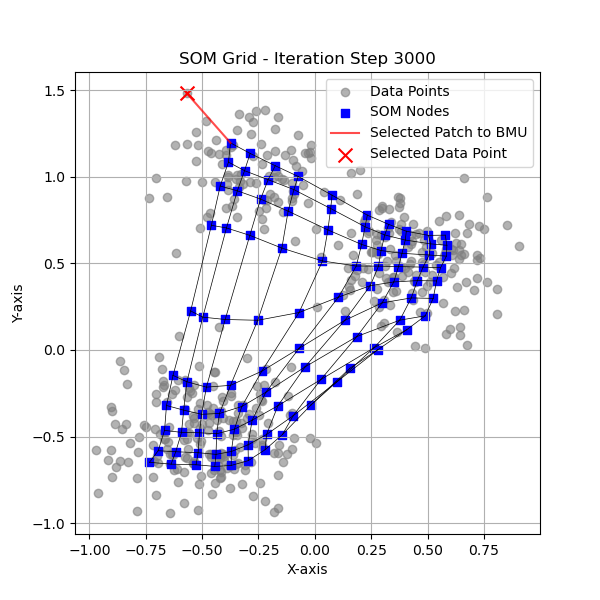 SOM Grid - Iteration Step 3000
Data Points
SOM Nodes
Selected Patch to BMU
Selected Data Point
Y-axis
1.5
1.0
0.5
0.0
−0.5
−1.0
−1.00 −0.75 −0.50 −0.25 0.00 0.25 0.50 0.75
X-axis